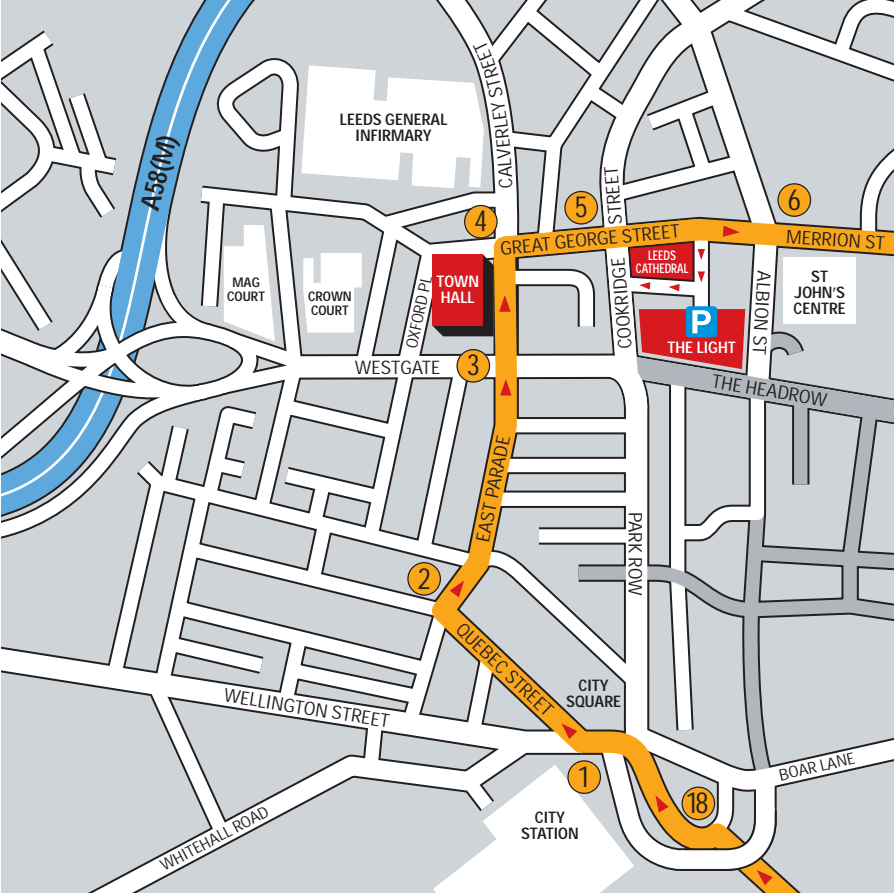 CALVERLEY STREET
LEEDS GENERAL
INFIRMARY
A58(M)
STREET
6
5
4
GREAT GEORGE STREET
MERRION ST
LEEDS
CATHEDRAL
MAG
COURT
CROWN
COURT
OXFORD PL
TOWN
HALL
COOKRIDGE
ALBION ST
ST
JOHN'S
CENTRE
P
THE LIGHT
WESTGATE
3
THE HEADROW
EAST PARADE
PARK ROW
2
QUEBEC STREET
CITY
SQUARE
WELLINGTON STREET
BOAR LANE
1
18
CITY
STATION
WHITEHALL ROAD